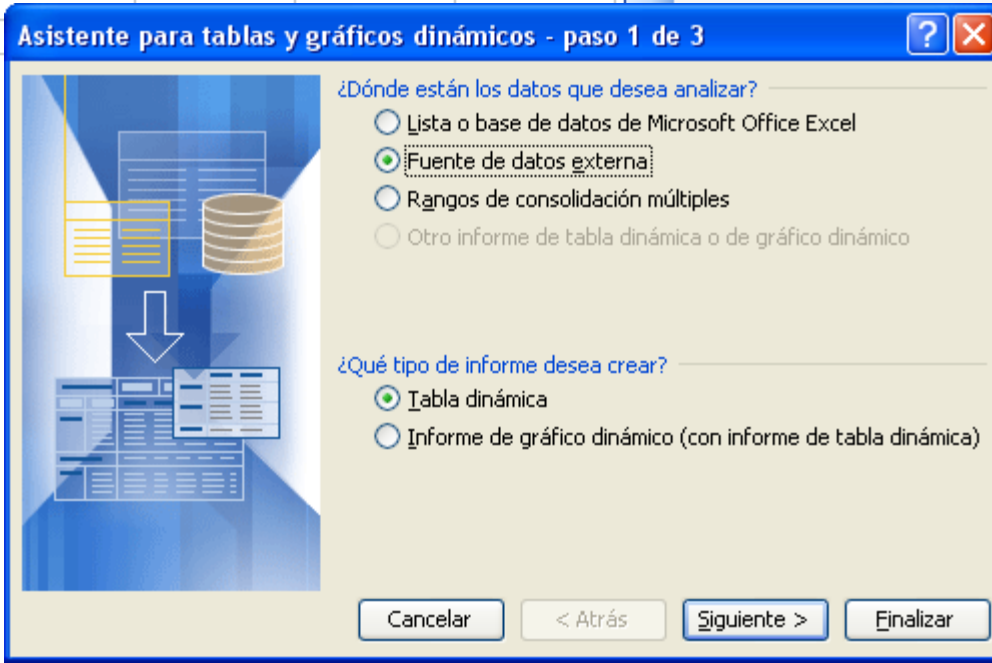 Asistente para tablas y gráficos dinámicos - paso 1 de 3
¿Dónde están los datos que desea analizar?
Lista o base de datos de Microsoft Office Excel
Fuente de datos externa
Rangos de consolidación múltiples
Otro informe de tabla dinámica o de gráfico dinámico
¿Qué tipo de informe desea crear?
Tabla dinámica
Informe de gráfico dinámico (con informe de tabla dinámica)
Cancelar < Atrás Siguiente > Finalizar